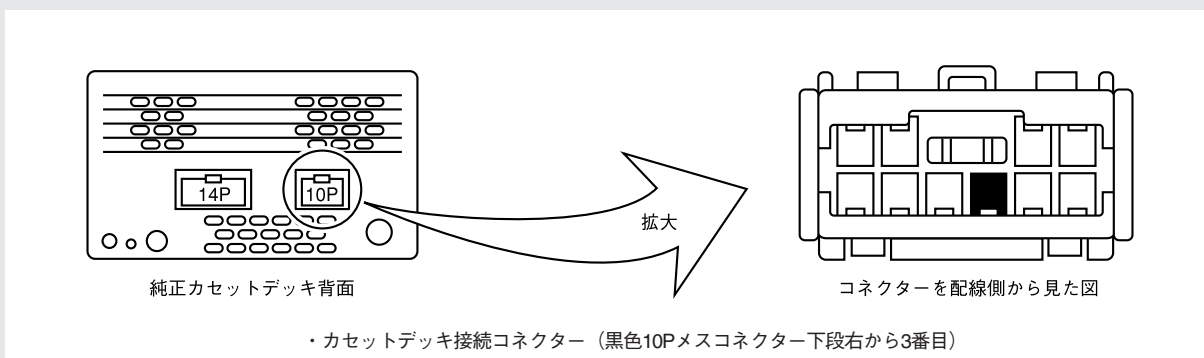 14P
10P
拡大
純正カセットデッキ背面
コネクターを配線側から見た図
・カセットデッキ接続コネクター（黒色10Pメスコネクター下段右から3番目）